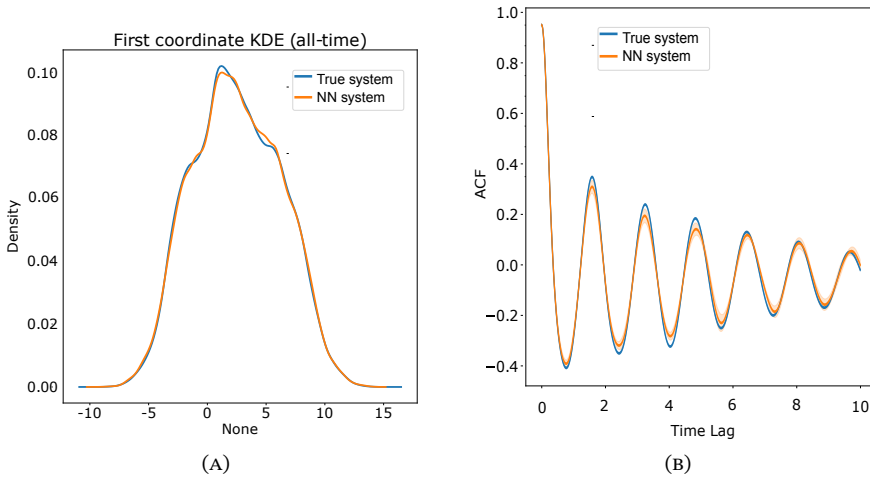 First coordinate KDE (all-time)
True system
NN system
0.10
0.08
0.06
0.04
0.02
0.00
Density
-10
-5
0
5
10
15
None
(A)
True system
NN system
1.0
0.8
0.6
0.4
0.2
0.0
−0.2
−0.4
ACF
0
2
4
6
8
10
Time Lag
(B)